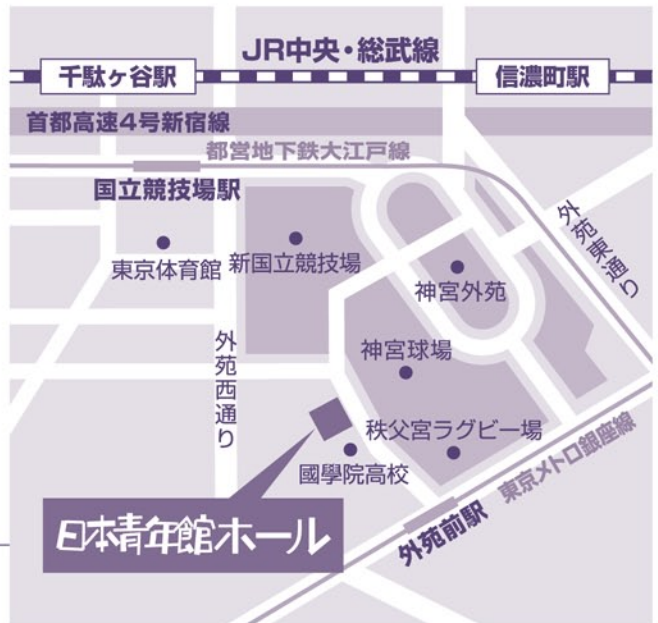 JR中央・総武線
千駄ヶ谷駅
信濃町駅
首都高速4号新宿線
都営地下鉄大江戸線
国立競技場駅
外苑東通り
東京体育館
新国立競技場
神宮外苑
外苑西通り
神宮球場
秩父宮ラグビー場
國學院高校
東京メトロ銀座線
外苑前駅
日本青年館ホール